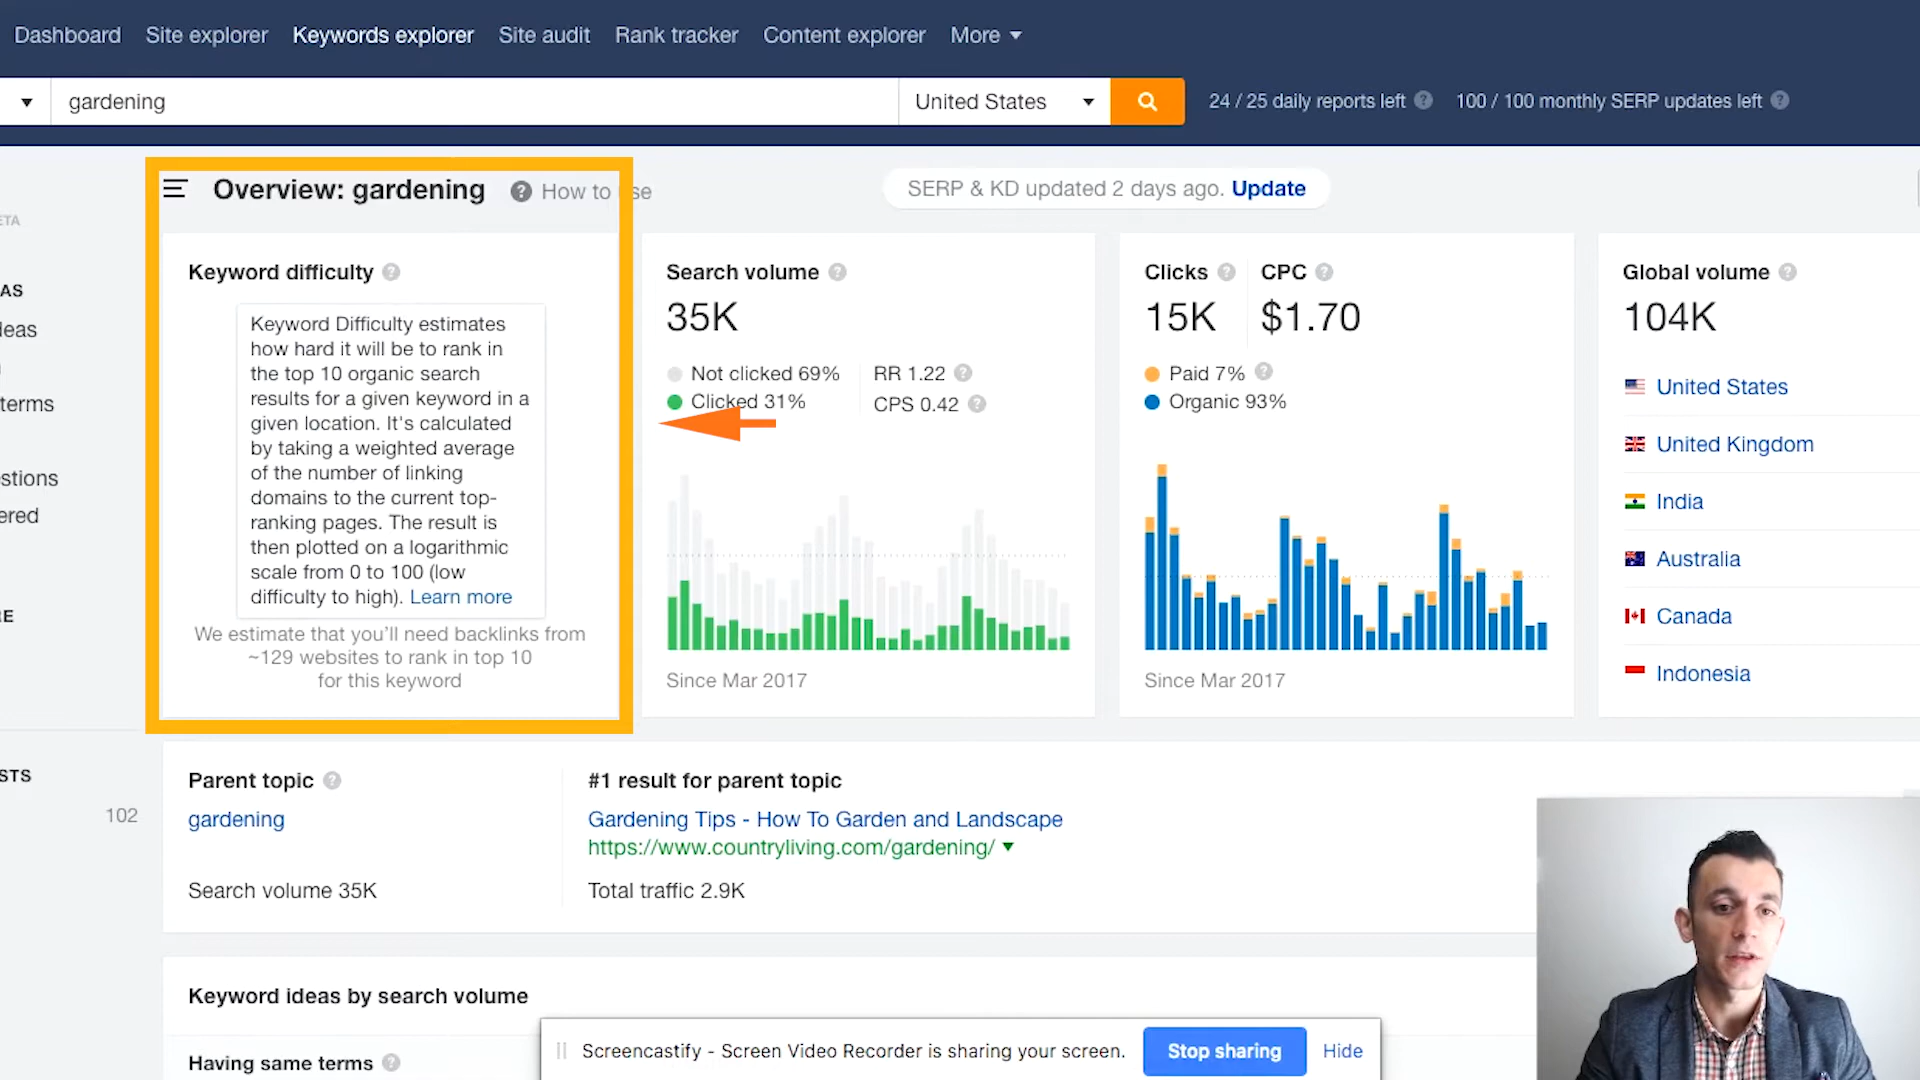 Dashboard Site explorer Keywords explorer Site audit Rank tracker Content explorer More
gardening United States 24 / 25 daily reports left 100 / 100 monthly SERP updates left
Overview: gardening How to se
SERP & KD updated 2 days ago. Update
ETA
AS
deas
terms
stions
ered
RE
STS
102
Keyword difficulty
Keyword Difficulty estimates
how hard it will be to rank in
the top 10 organic search
results for a given keyword in a
given location. It's calculated
by taking a weighted average
of the number of linking
domains to the current top-
ranking pages. The result is
then plotted on a logarithmic
scale from 0 to 100 (low
difficulty to high). Learn more
We estimate that you'll need backlinks from
~129 websites to rank in top 10
for this keyword
Search volume
35K
Not clicked 69% RR 1.22
Clicked 31% CPS 0.42
Since Mar 2017
Clicks CPC
15K $1.70
Paid 7%
Organic 93%
Since Mar 2017
Global volume
104K
United States
United Kingdom
India
Australia
Canada
Indonesia
Parent topic
gardening
Search volume 35K
#1 result for parent topic
Gardening Tips - How To Garden and Landscape
https://www.countryliving.com/gardening/
Total traffic 2.9K
Keyword ideas by search volume
Having same terms
Screencastify - Screen Video Recorder is sharing your screen. Stop sharing Hide